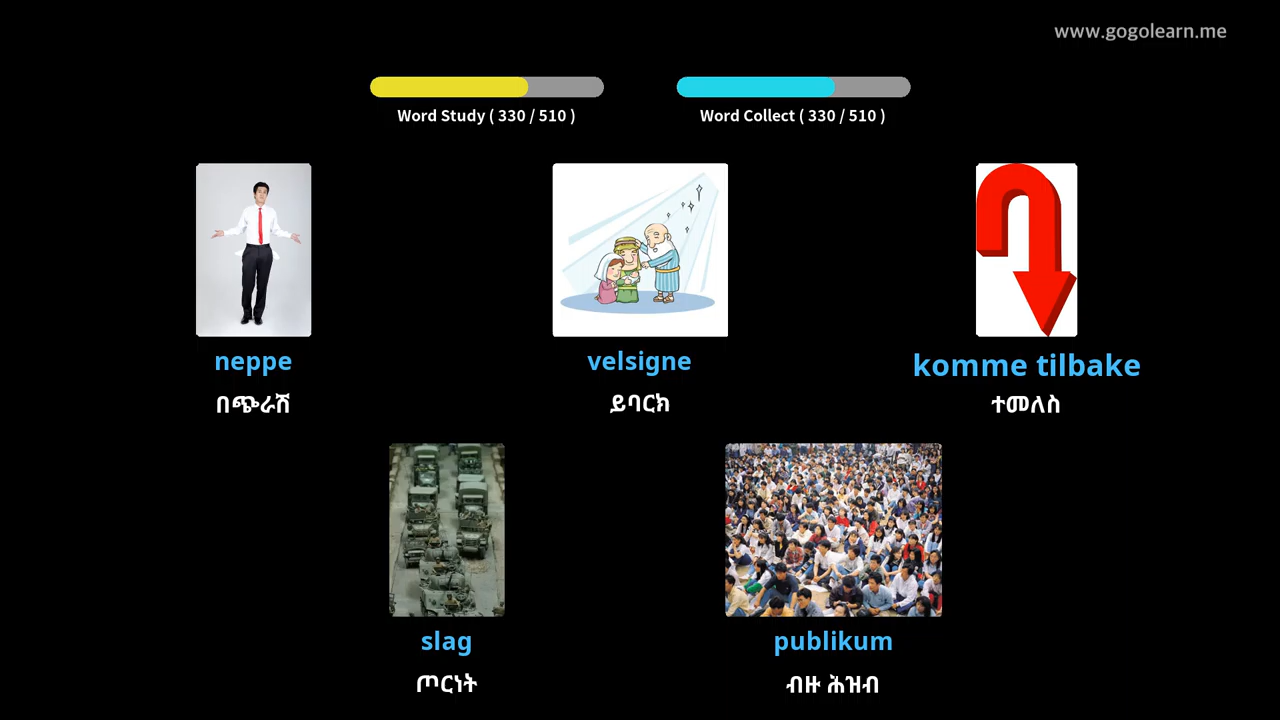 www.gogolearn.me
Word Study ( 330 / 510 )
Word Collect ( 330 / 510 )
neppe
በጭራሽ
velsigne
ይባርክ
komme tilbake
ተመለስ
slag
ጦርነት
publikum
ብዙ ሕዝብ